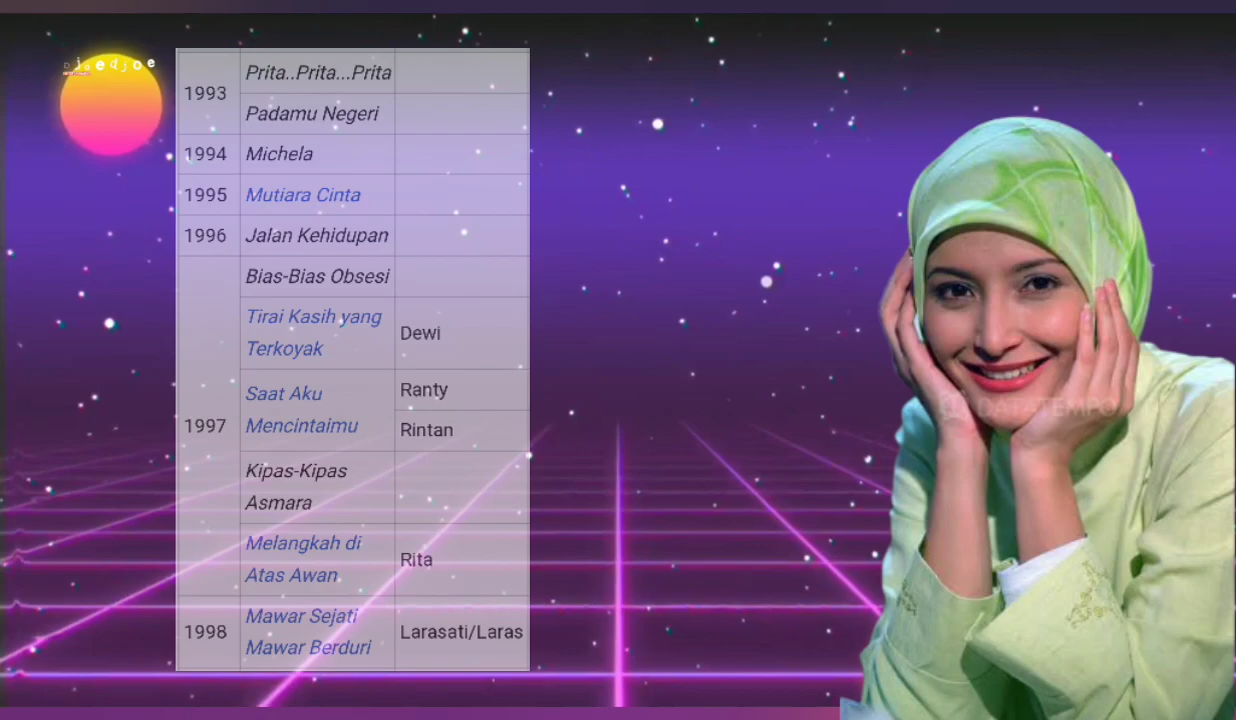 Djoedjoe
1993
Prita..Prita...Prita
Padamu Negeri
1994 Michela
1995 Mutiara Cinta
1996 Jalan Kehidupan
1997
Bias-Bias Obsesi
Tirai Kasih yang
Terkoyak
Dewi
Saat Aku
Mencintaimu
Ranty
Rintan
Kipas-Kipas
Asmara
Melangkah di
Atas Awan
Rita
1998
Mawar Sejati
Mawar Berduri
Larasati/Laras
TEMPO